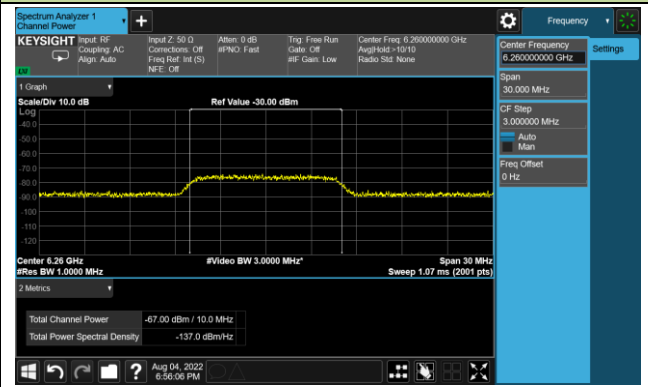 Spectrum Analyzer 1
Channel Power
Frequency
KEYSIGHT
Input: RF
Coupling: AC
Align: Auto
Input Z: 50 Ω
Corrections: Off
Freq Ref: Int (S)
NFE: Off
Atten: 0 dB
#PNO: Fast
Trig: Free Run
Gate: Off
#IF Gain: Low
Center Freq: 6.260000000 GHz
Avg|Hold:>10/10
Radio Std: None
LXI
Center Frequency
6.260000000 GHz
Settings
Span
30.000 MHz
CF Step
3.000000 MHz
Auto
Man
Freq Offset
0 Hz
1 Graph
Scale/Div 10.0 dB
Ref Value -30.00 dBm
Log
-40.0
-50.0
-60.0
-70.0
-80.0
-90.0
-100
-110
-120
Center 6.26 GHz
#Video BW 3.0000 MHz*
Span 30 MHz
#Res BW 1.0000 MHz
Sweep 1.07 ms (2001 pts)
2 Metrics
Total Channel Power -67.00 dBm / 10.0 MHz
Total Power Spectral Density -137.0 dBm/Hz
?
Aug 04, 2022
6:56:06 PM